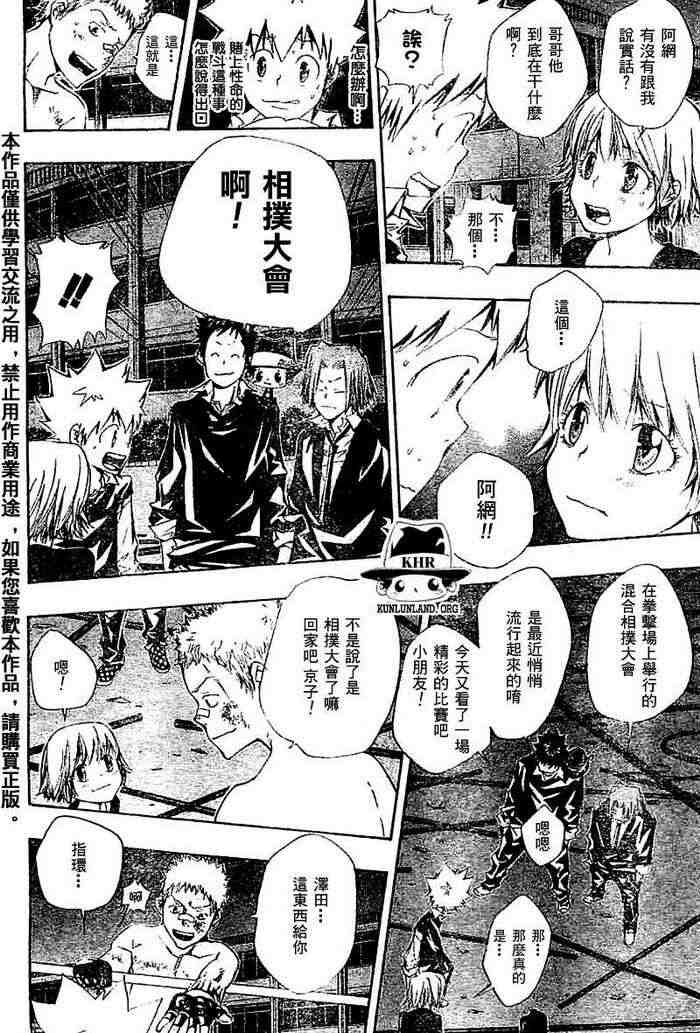 阿網
有沒有跟我
說實話？
哥哥他
到底在干什麼
啊？
誒？
不…
那個…
怎麼辦啊…
賭上性命的
戰斗這種事
怎麼說得出口
這…
這就是
這個…
阿網!!
相撲大會
啊！
!!
在拳擊場上舉行的
混合相撲大會
是最近悄悄
流行起來的唷
今天又看了一場
精彩的比賽吧
小朋友！
嗯嗯
那…
那麼真的
是…
不是說了是
相撲大會了嘛
回家吧 京子！
嗯！
澤田…
這東西給你
啊
指環…
KHR
KUNLUNLAND.ORG
本作品僅供學習交流之用，禁止用作商業用途，如果您喜歡本作品，請購買正版。